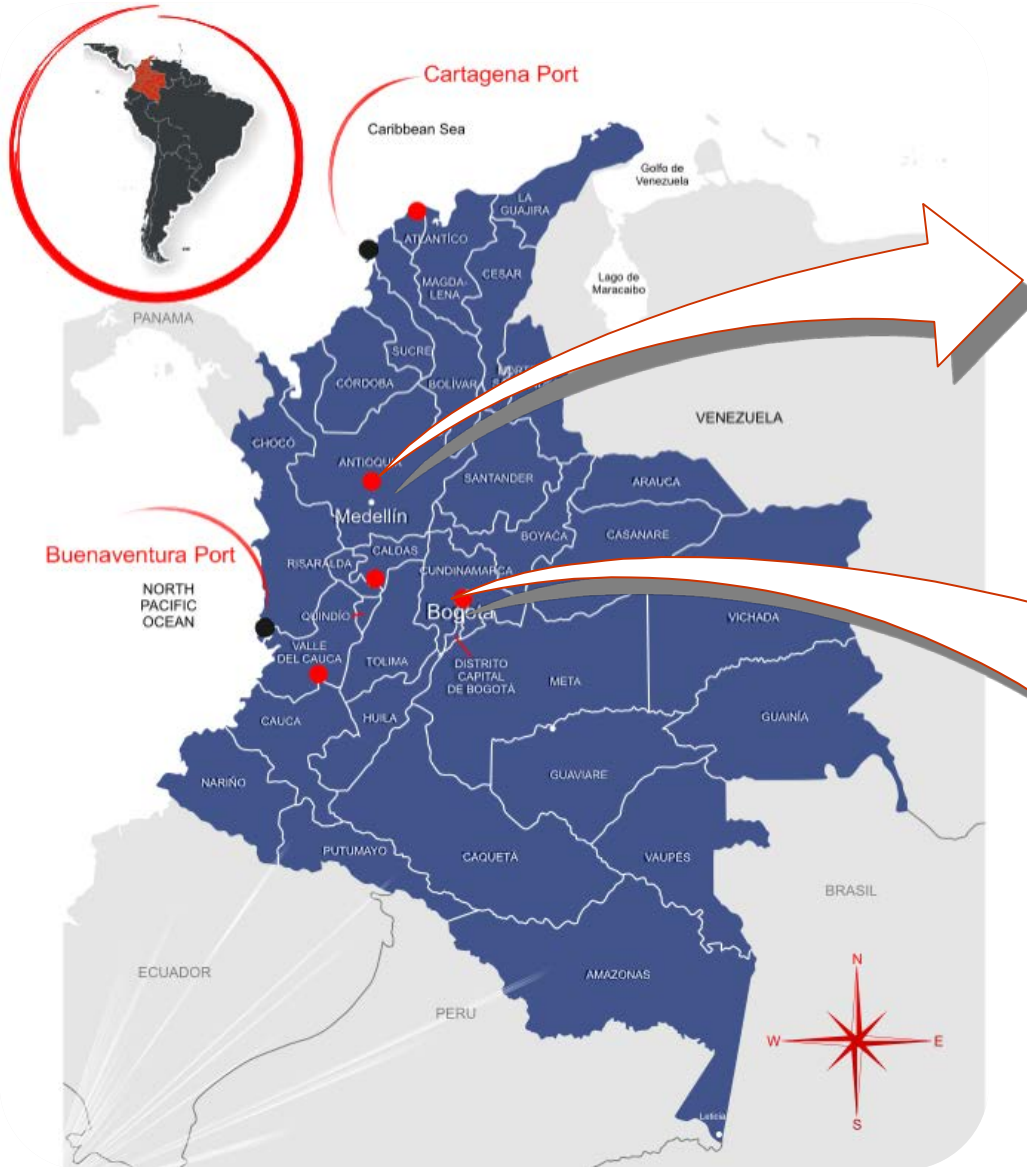 Cartagena Port
Caribbean Sea
Golfo de
Venezuela
LA
GUAJIRA
ATLANTÍCO
MAGDA-
LENA
CESAR
Lago de
Maracaibo
PANAMA
SUCRE
CÓRDOBA
BOLÍVAR
VENEZUELA
CHOCÓ
ANTIOQUIA
SANTANDER
ARAUCA
Medellín
BOYACA
CASANARE
Buenaventura Port
RISARALDA
CALDAS
CUNDINAMARCA
NORTH
PACIFIC
OCEAN
QUINDÍO
Bogotá
VICHADA
VALLE
DEL CAUCA
TOLIMA
DISTRITO
CAPITAL
DE BOGOTÁ
META
CAUCA
HUILA
GUAINÍA
NARIÑO
GUAVIARE
PUTUMAYO
CAQUETÁ
VAUPÉS
BRASIL
ECUADOR
AMAZONAS
PERU
N
W
E
S
Leticia